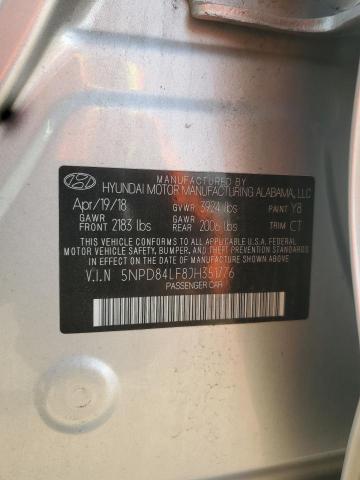 MANUFACTURED BY
HYUNDAI MOTOR MANUFACTURING ALABAMA, LLC
Apr/19/18 GVWR 3924 lbs PAINT Y8
GAWR FRONT 2183 lbs GAWR REAR 2006 lbs TRIM CT
THIS VEHICLE CONFORMS TO ALL APPLICABLE U.S. FEDERAL
MOTOR VEHICLE SAFETY, BUMPER, AND THEFT PREVENTION
STANDARDS IN EFFECT ON THE DATE OF MANUFACTURE SHOWN ABOVE.
V.I.N 5NPD84LF8JH351776
PASSENGER CAR